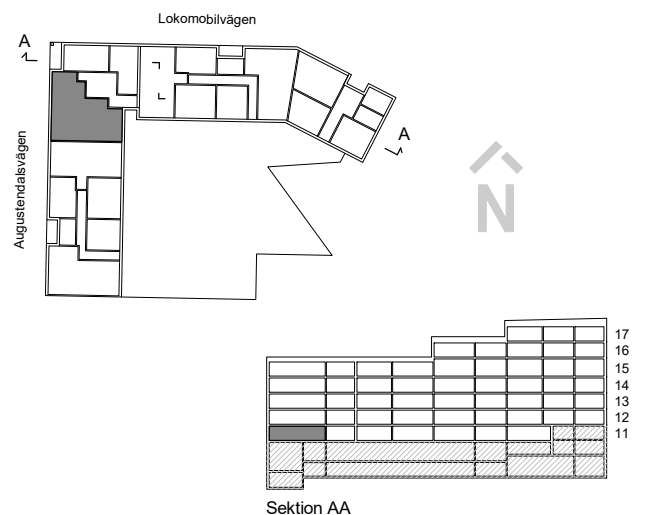 Lokomobilvägen
A
A
Augustendalsvägen
N
17
16
15
14
13
12
11
Sektion AA